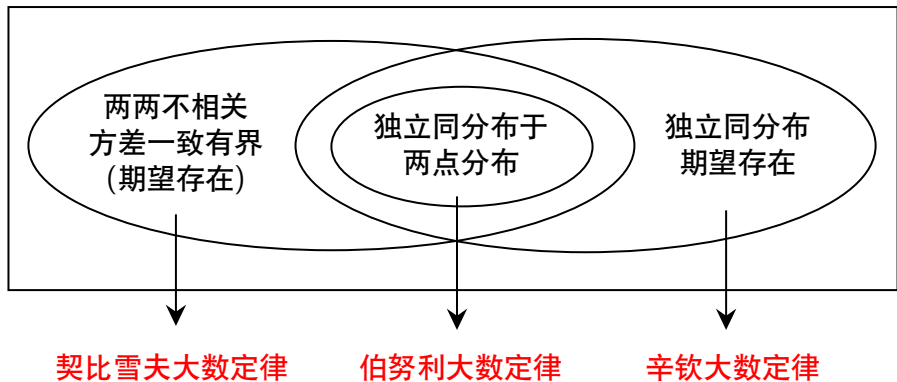 两两不相关
方差一致有界
(期望存在)
独立同分布于
两点分布
独立同分布
期望存在
契比雪夫大数定律
伯努利大数定律
辛钦大数定律